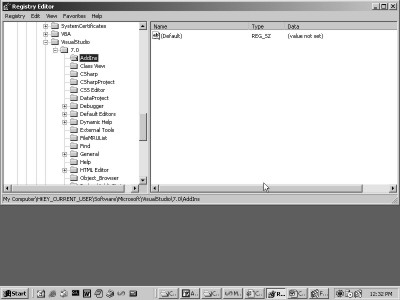 Registry Editor
Registry Edit View Favorites Help
SystemCertificates
VBA
VisualStudio
7.0
AddIns
Class View
CSharp
CSharpProject
CSS Editor
DataProject
Debugger
Default Editors
Dynamic Help
External Tools
FileMRUList
Find
General
Help
HTML Editor
Object_Browser
Name Type Data
(Default) REG_SZ (value not set)
My Computer\HKEY_CURRENT_USER\Software\Microsoft\VisualStudio\7.0\AddIns
Start
12:32 PM